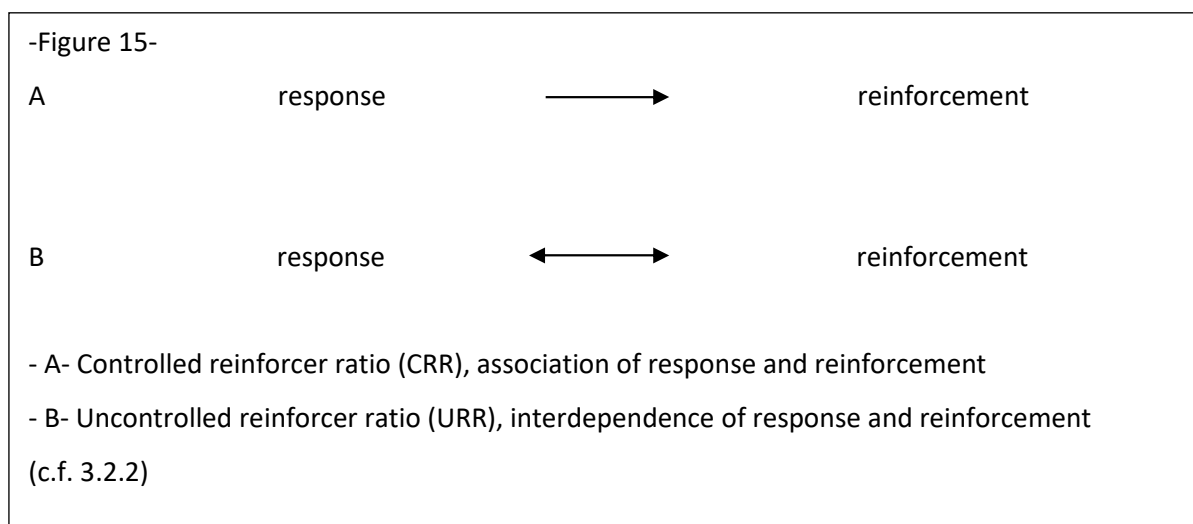 -Figure 15-
A response reinforcement
B response reinforcement
- A- Controlled reinforcer ratio (CRR), association of response and reinforcement
- B- Uncontrolled reinforcer ratio (URR), interdependence of response and reinforcement
(c.f. 3.2.2)